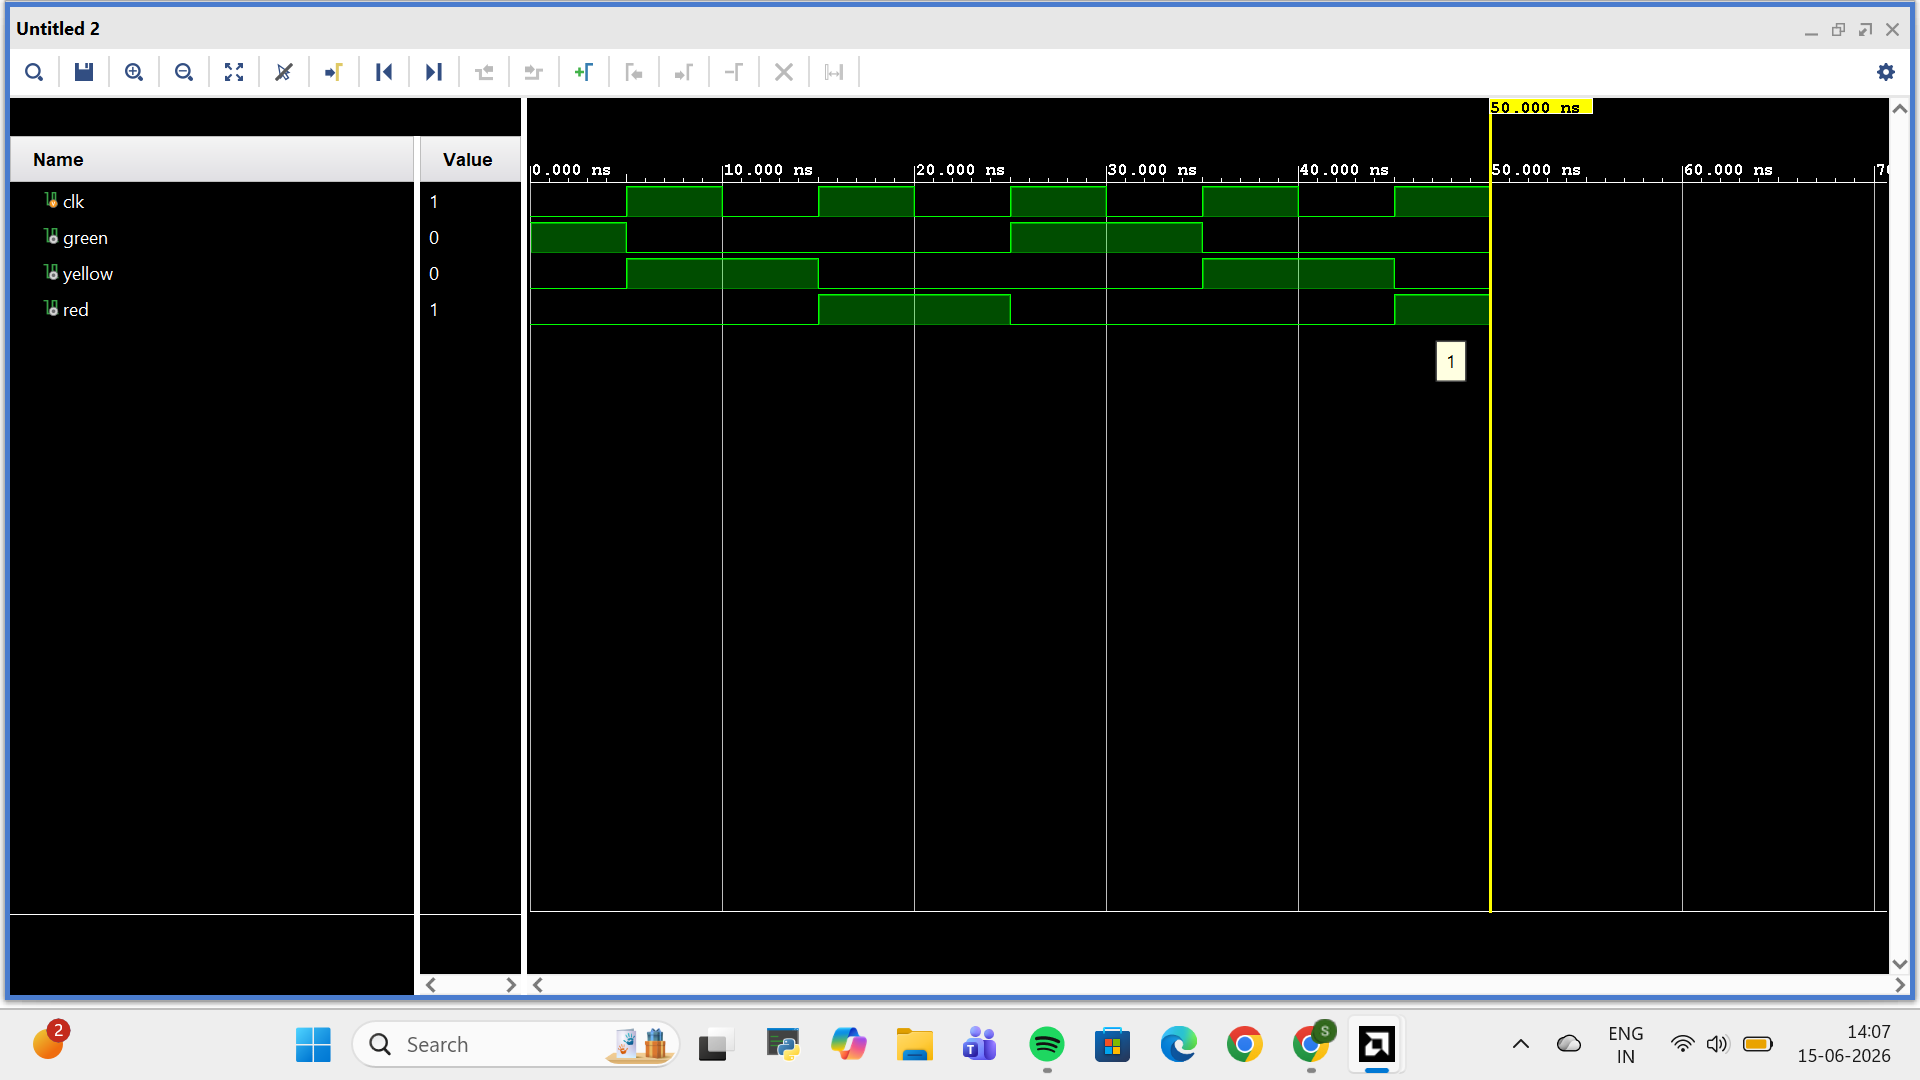 Untitled 2
50.000 ns
Name Value
0.000 ns 10.000 ns 20.000 ns 30.000 ns 40.000 ns 50.000 ns 60.000 ns 70
clk 1
green 0
yellow 0
red 1
1
2
Search
T
S
ENG
IN
14:07
15-06-2026